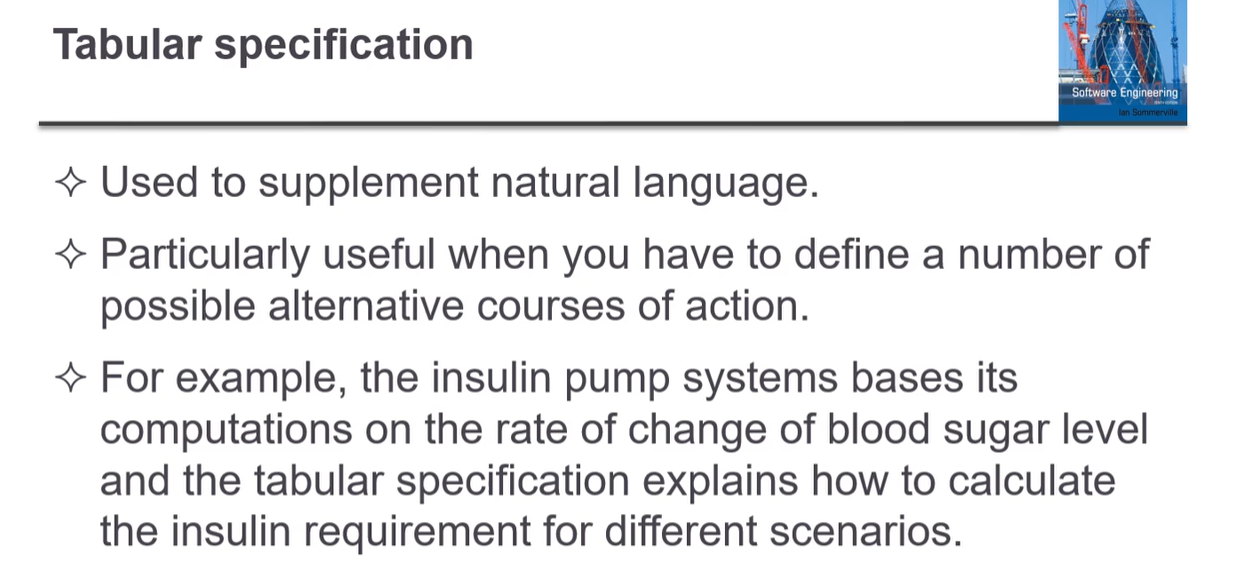 Tabular specification
Software Engineering
Ian Sommerville
✧ Used to supplement natural language.
✧ Particularly useful when you have to define a number of
possible alternative courses of action.
✧ For example, the insulin pump systems bases its
computations on the rate of change of blood sugar level
and the tabular specification explains how to calculate
the insulin requirement for different scenarios.